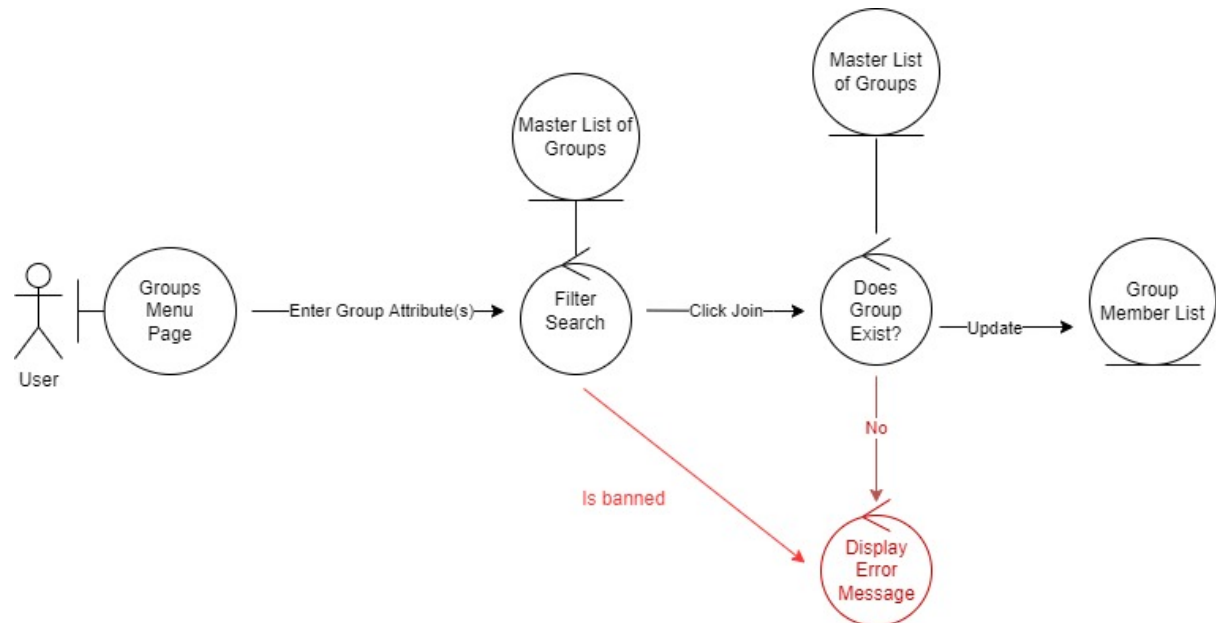 Master List
of Groups
Master List of
Groups
Groups
Menu
Page
Enter Group Attribute(s)
Filter
Search
Click Join
Does
Group
Exist?
Update
Group
Member List
User
No
Is banned
Display
Error
Message